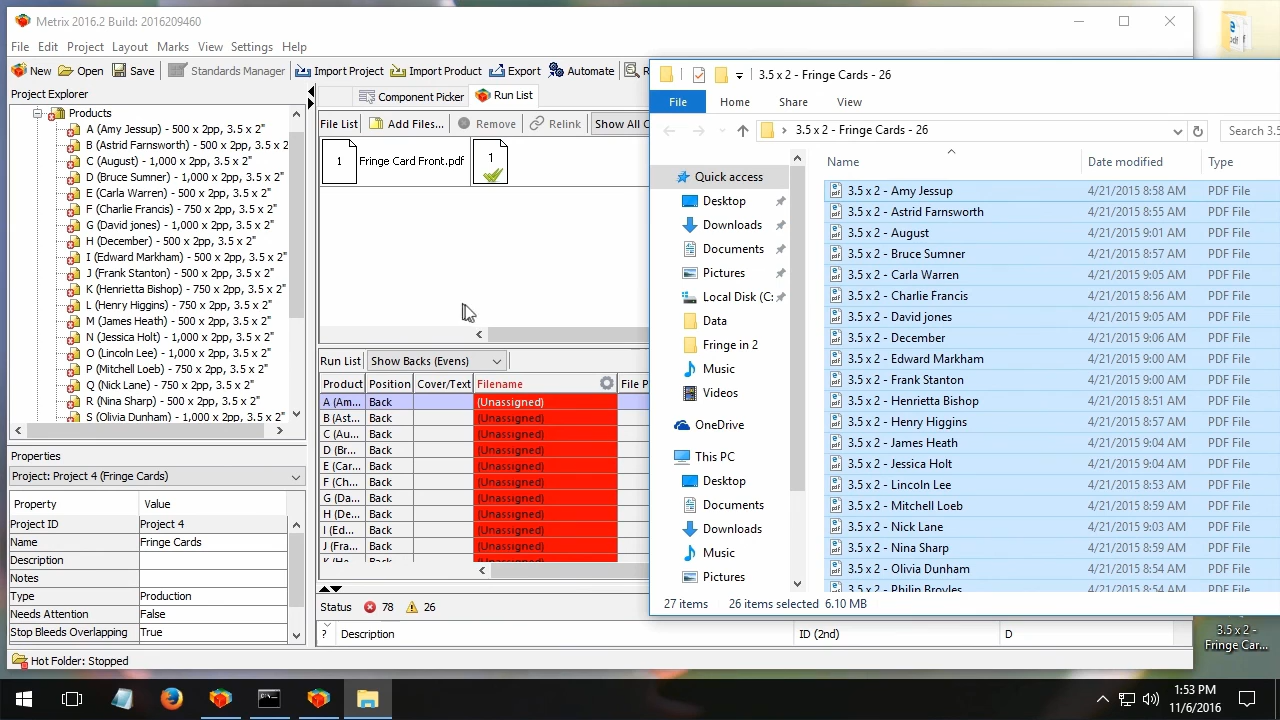 Metrix 2016.2 Build: 2016209460
File Edit Project Layout Marks View Settings Help
New Open Save Standards Manager Import Project Import Product Export Automate R
Project Explorer
Products
A (Amy Jessup) - 500 x 2pp, 3.5 x 2"
B (Astrid Farnsworth) - 500 x 2pp, 3.5 x 2
C (August) - 1,000 x 2pp, 3.5 x 2"
D (Bruce Sumner) - 1,000 x 2pp, 3.5 x 2"
E (Carla Warren) - 500 x 2pp, 3.5 x 2"
F (Charlie Francis) - 750 x 2pp, 3.5 x 2"
G (David jones) - 1,000 x 2pp, 3.5 x 2"
H (December) - 500 x 2pp, 3.5 x 2"
I (Edward Markham) - 500 x 2pp, 3.5 x 2"
J (Frank Stanton) - 500 x 2pp, 3.5 x 2"
K (Henrietta Bishop) - 750 x 2pp, 3.5 x 2"
L (Henry Higgins) - 750 x 2pp, 3.5 x 2"
M (James Heath) - 500 x 2pp, 3.5 x 2"
N (Jessica Holt) - 1,000 x 2pp, 3.5 x 2"
O (Lincoln Lee) - 1,000 x 2pp, 3.5 x 2"
P (Mitchell Loeb) - 750 x 2pp, 3.5 x 2"
Q (Nick Lane) - 750 x 2pp, 3.5 x 2"
R (Nina Sharp) - 500 x 2pp, 3.5 x 2"
S (Olivia Dunham) - 1,000 x 2pp, 3.5 x 2"
Properties
Project: Project 4 (Fringe Cards)
Property Value
Project ID Project 4
Name Fringe Cards
Description
Notes
Type Production
Needs Attention False
Stop Bleeds Overlapping True
Hot Folder: Stopped
Component Picker Run List
File List Add Files... Remove Relink Show All C
1 Fringe Card Front.pdf 1
Run List Show Backs (Evens)
Product Position Cover/Text Filename File P
A (Am... Back (Unassigned)
B (Ast... Back (Unassigned)
C (Au... Back (Unassigned)
D (Br... Back (Unassigned)
E (Car... Back (Unassigned)
F (Ch... Back (Unassigned)
G (Da... Back (Unassigned)
H (De... Back (Unassigned)
I (Ed... Back (Unassigned)
J (Fra... Back (Unassigned)
K (He... Back (Unassigned)
Status 78 26
? Description ID (2nd) D
3.5 x 2 - Fringe Cards - 26
File Home Share View
3.5 x 2 - Fringe Cards - 26 Search 3.5
Quick access
Desktop
Downloads
Documents
Pictures
Local Disk (C:
Data
Fringe in 2
Music
Videos
OneDrive
This PC
Desktop
Documents
Downloads
Music
Pictures
Name Date modified Type
3.5 x 2 - Amy Jessup 4/21/2015 8:58 AM PDF File
3.5 x 2 - Astrid Farnsworth 4/21/2015 8:55 AM PDF File
3.5 x 2 - August 4/21/2015 9:01 AM PDF File
3.5 x 2 - Bruce Sumner 4/21/2015 8:57 AM PDF File
3.5 x 2 - Carla Warren 4/21/2015 9:05 AM PDF File
3.5 x 2 - Charlie Francis 4/21/2015 8:56 AM PDF File
3.5 x 2 - David jones 4/21/2015 9:05 AM PDF File
3.5 x 2 - December 4/21/2015 9:06 AM PDF File
3.5 x 2 - Edward Markham 4/21/2015 9:00 AM PDF File
3.5 x 2 - Frank Stanton 4/21/2015 9:00 AM PDF File
3.5 x 2 - Henrietta Bishop 4/21/2015 8:51 AM PDF File
3.5 x 2 - Henry Higgins 4/21/2015 8:57 AM PDF File
3.5 x 2 - James Heath 4/21/2015 9:04 AM PDF File
3.5 x 2 - Jessica Holt 4/21/2015 9:04 AM PDF File
3.5 x 2 - Lincoln Lee 4/21/2015 8:52 AM PDF File
3.5 x 2 - Mitchell Loeb 4/21/2015 9:00 AM PDF File
3.5 x 2 - Nick Lane 4/21/2015 9:03 AM PDF File
3.5 x 2 - Nina Sharp 4/21/2015 8:59 AM PDF File
3.5 x 2 - Olivia Dunham 4/21/2015 8:54 AM PDF File
3.5 x 2 - Philip Broyles 4/21/2015 8:54 AM PDF File
27 items 26 items selected 6.10 MB
3.5 x 2 -
Fringe Car...
1:53 PM
11/6/2016